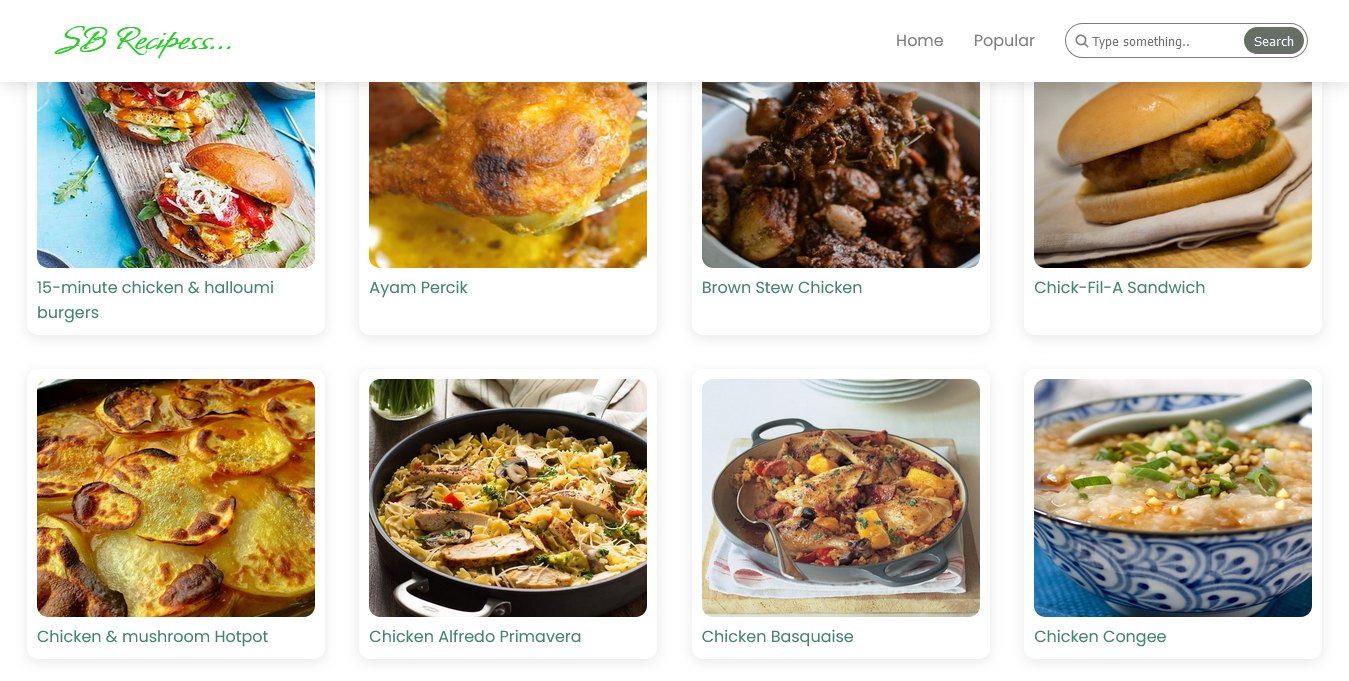 SB Recipess...
Home
Popular
Type something..
Search
15-minute chicken & halloumi
burgers
Ayam Percik
Brown Stew Chicken
Chick-Fil-A Sandwich
Chicken & mushroom Hotpot
Chicken Alfredo Primavera
Chicken Basquaise
Chicken Congee